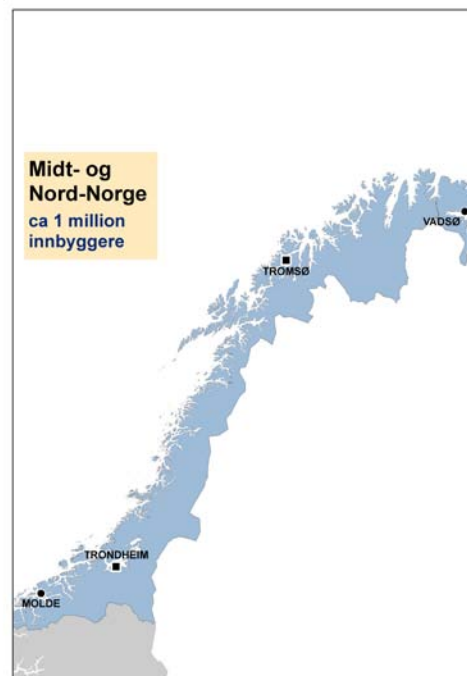 Midt- og
Nord-Norge
ca 1 million
innbyggere
VADSØ
TROMSØ
TRONDHEIM
MOLDE